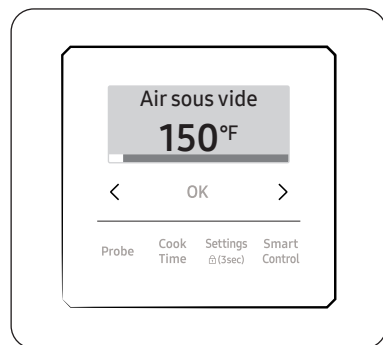 Air sous vide
150°F
OK
Probe
Cook Time
Settings
(3sec)
Smart Control